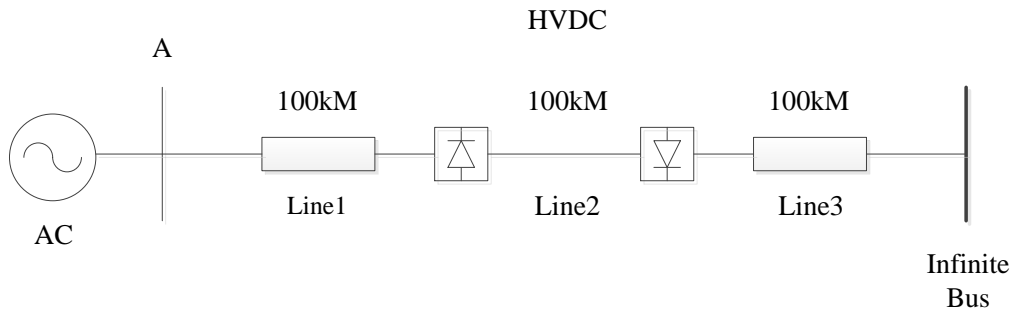 HVDC
A
100kM
100kM
100kM
Line1
Line2
Line3
AC
Infinite
Bus